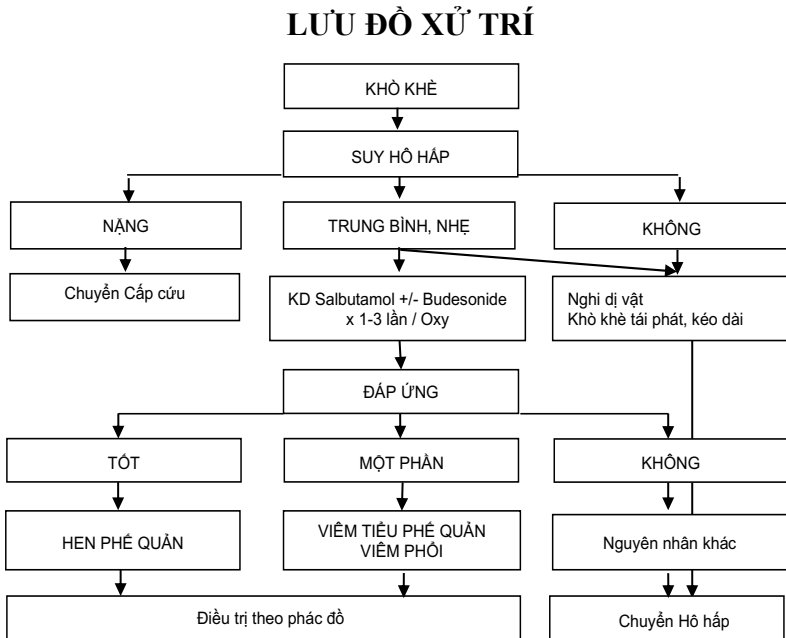 LƯU ĐỒ XỬ TRÍ
KHÒ KHÈ
SUY HÔ HẤP
NẶNG
TRUNG BÌNH, NHẸ
KHÔNG
Chuyển Cấp cứu
KD Salbutamol +/- Budesonide
x 1-3 lần / Oxy
Nghi dị vật
Khò khè tái phát, kéo dài
ĐÁP ỨNG
TỐT
MỘT PHẦN
KHÔNG
HEN PHẾ QUẢN
VIÊM TIỂU PHẾ QUẢN
VIÊM PHỔI
Nguyên nhân khác
Điều trị theo phác đồ
Chuyển Hô hấp